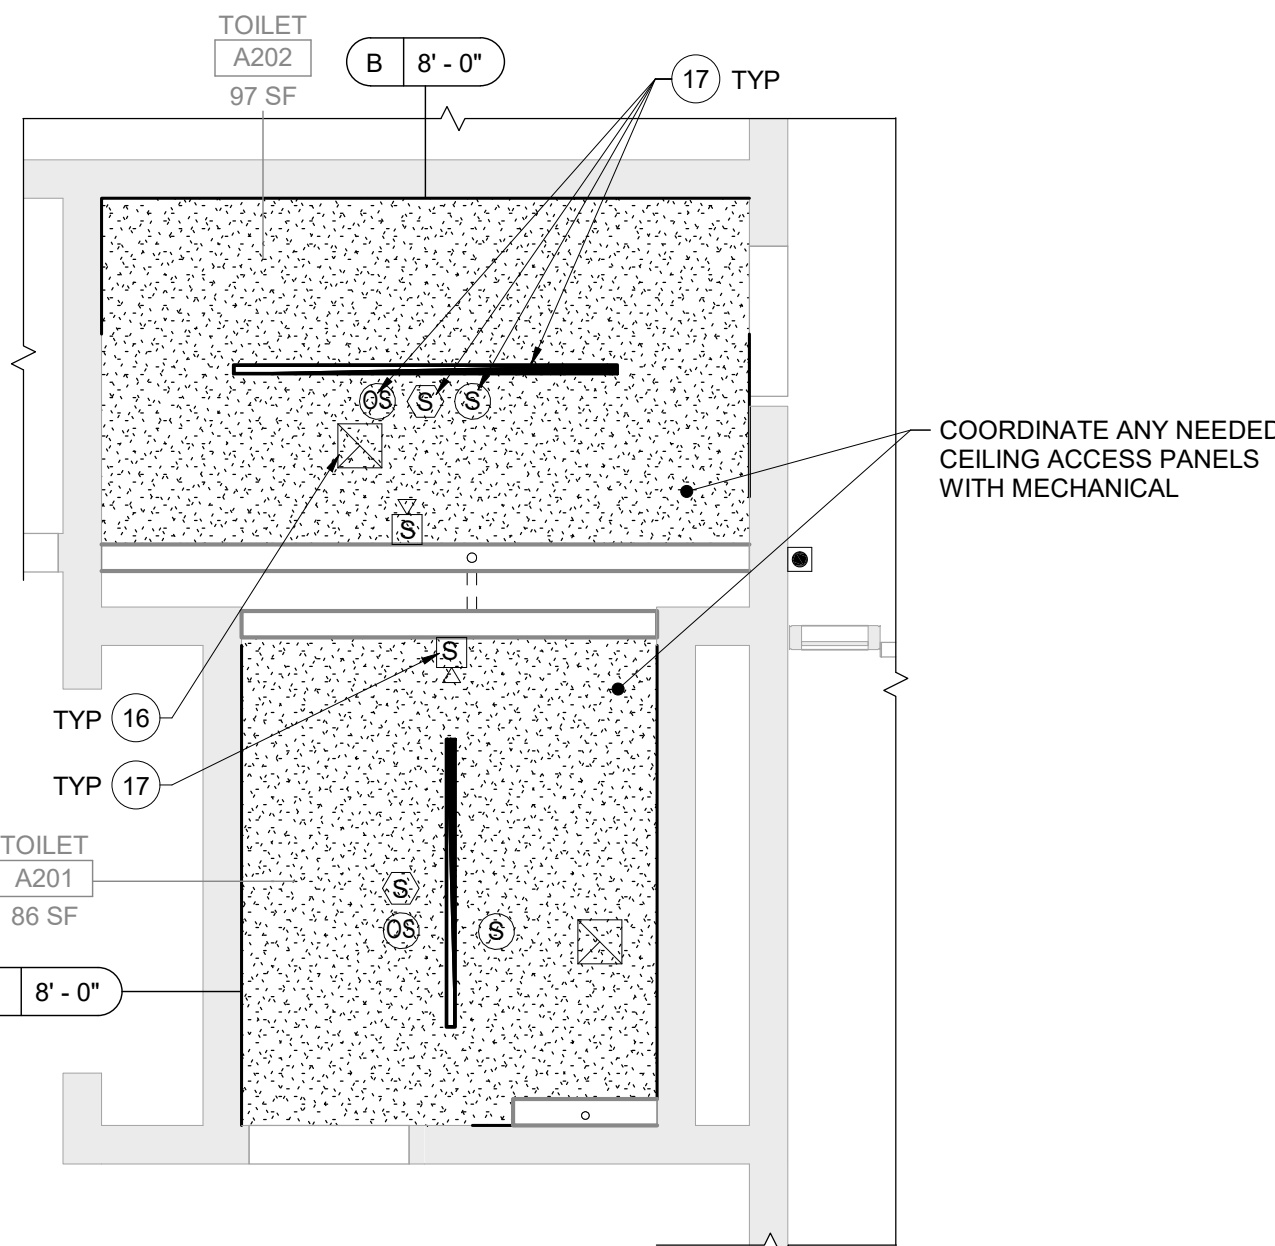 TOILET
A202
97 SF
B 8' - 0"
17 TYP
OS S S
S
COORDINATE ANY NEEDED
CEILING ACCESS PANELS
WITH MECHANICAL
S
TYP 16
TYP 17
TOILET
A201
86 SF
S
OS S
8' - 0"